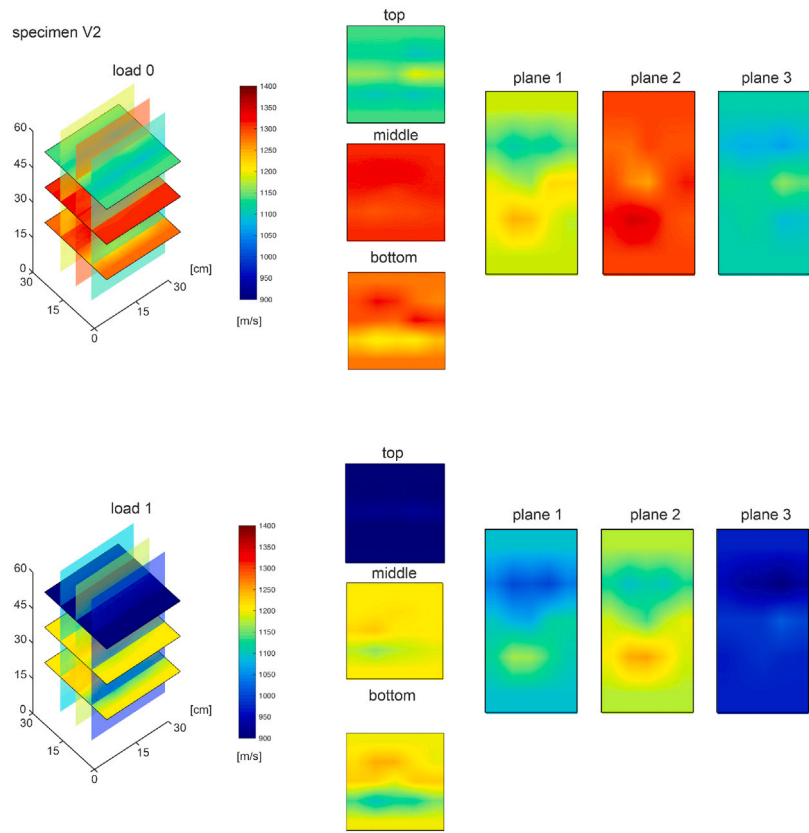 specimen V2
load 0
60
45
30
15
0
30
15
0
15
30
[cm]
1400
1350
1300
1250
1200
1150
1100
1050
1000
950
900
[m/s]
top
middle
bottom
plane 1
plane 2
plane 3
load 1
60
45
30
15
0
30
15
0
15
30
[cm]
1400
1350
1300
1250
1200
1150
1100
1050
1000
950
900
[m/s]
top
middle
bottom
plane 1
plane 2
plane 3